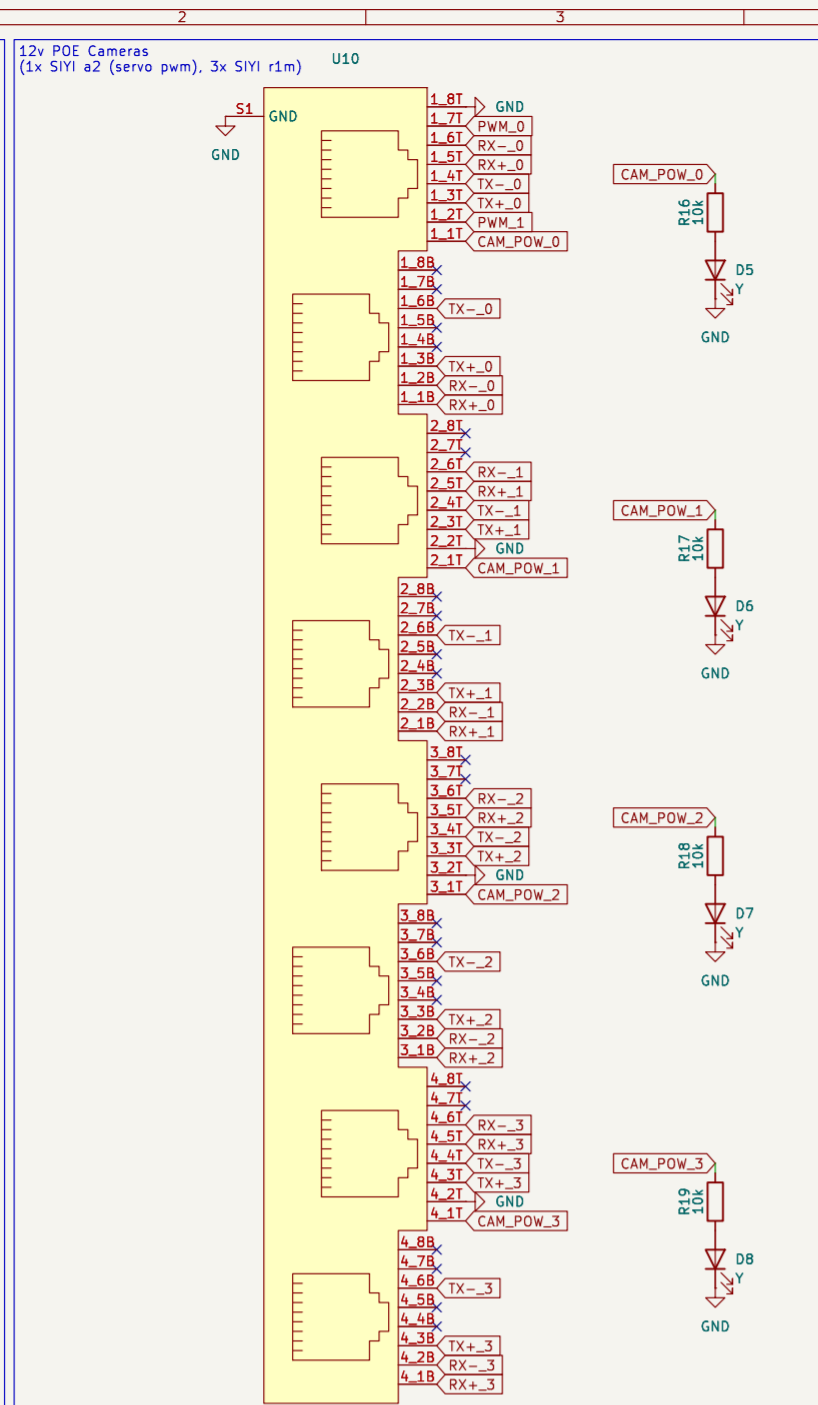 2
3
12v POE Cameras
(1x SIYI a2 (servo pwm), 3x SIYI r1m)
U10
S1
GND
GND
1_8T
GND
1_7T
PWM_0
1_6T
RX-_0
1_5T
RX+_0
1_4T
TX-_0
1_3T
TX+_0
1_2T
PWM_1
1_1T
CAM_POW_0
1_8B
1_7B
1_6B
TX-_0
1_5B
1_4B
1_3B
TX+_0
1_2B
RX-_0
1_1B
RX+_0
2_8T
2_7T
2_6T
RX-_1
2_5T
RX+_1
2_4T
TX-_1
2_3T
TX+_1
2_2T
GND
2_1T
CAM_POW_1
2_8B
2_7B
2_6B
TX-_1
2_5B
2_4B
2_3B
TX+_1
2_2B
RX-_1
2_1B
RX+_1
3_8T
3_7T
3_6T
RX-_2
3_5T
RX+_2
3_4T
TX-_2
3_3T
TX+_2
3_2T
GND
3_1T
CAM_POW_2
3_8B
3_7B
3_6B
TX-_2
3_5B
3_4B
3_3B
TX+_2
3_2B
RX-_2
3_1B
RX+_2
4_8T
4_7T
4_6T
RX-_3
4_5T
RX+_3
4_4T
TX-_3
4_3T
TX+_3
4_2T
GND
4_1T
CAM_POW_3
4_8B
4_7B
4_6B
TX-_3
4_5B
4_4B
4_3B
TX+_3
4_2B
RX-_3
4_1B
RX+_3
CAM_POW_0
R16
10k
D5
Y
GND
CAM_POW_1
R17
10k
D6
Y
GND
CAM_POW_2
R18
10k
D7
Y
GND
CAM_POW_3
R19
10k
D8
Y
GND